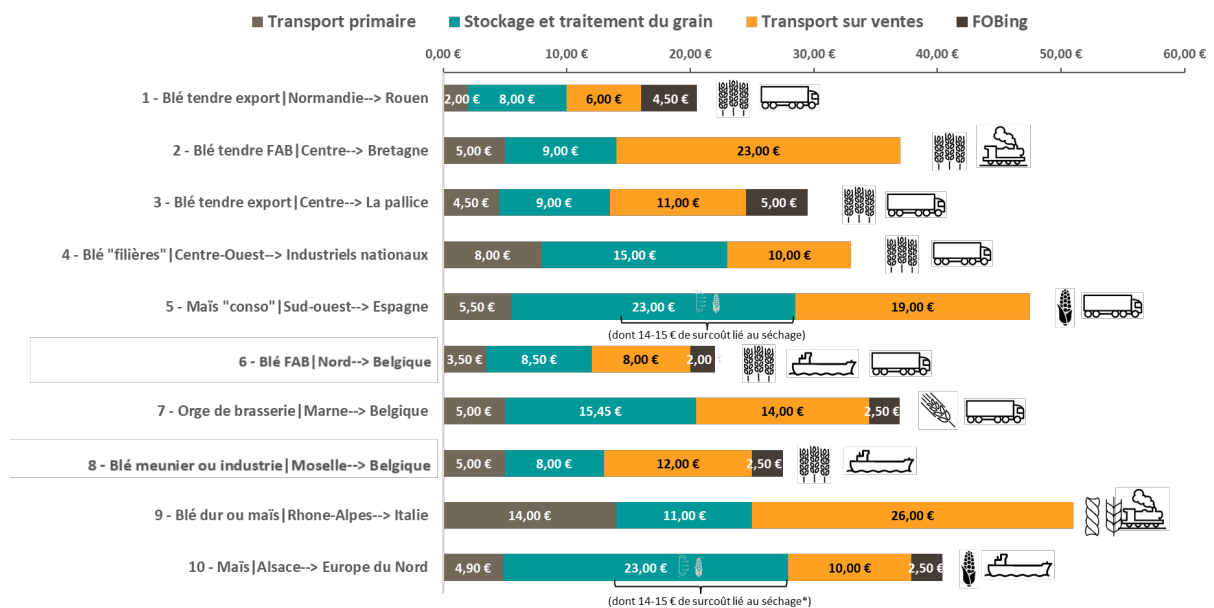 Transport primaire Stockage et traitement du grain Transport sur ventes FOBing
0,00 € 10,00 € 20,00 € 30,00 € 40,00 € 50,00 € 60,00 €
1 - Blé tendre export|Normandie--> Rouen 2,00 € 8,00 € 6,00 € 4,50 €
2 - Blé tendre FAB|Centre--> Bretagne 5,00 € 9,00 € 23,00 €
3 - Blé tendre export|Centre--> La pallice 4,50 € 9,00 € 11,00 € 5,00 €
4 - Blé "filières"|Centre-Ouest--> Industriels nationaux 8,00 € 15,00 € 10,00 €
5 - Maïs "conso"|Sud-ouest--> Espagne 5,50 € 23,00 € 19,00 €
(dont 14-15 € de surcoût lié au séchage)
6 - Blé FAB|Nord--> Belgique 3,50 € 8,50 € 8,00 € 2,00 €
7 - Orge de brasserie|Marne--> Belgique 5,00 € 15,45 € 14,00 € 2,50 €
8 - Blé meunier ou industrie|Moselle--> Belgique 5,00 € 8,00 € 12,00 € 2,50 €
9 - Blé dur ou maïs|Rhone-Alpes--> Italie 14,00 € 11,00 € 26,00 €
10 - Maïs|Alsace--> Europe du Nord 4,90 € 23,00 € 10,00 € 2,50 €
(dont 14-15 € de surcoût lié au séchage*)